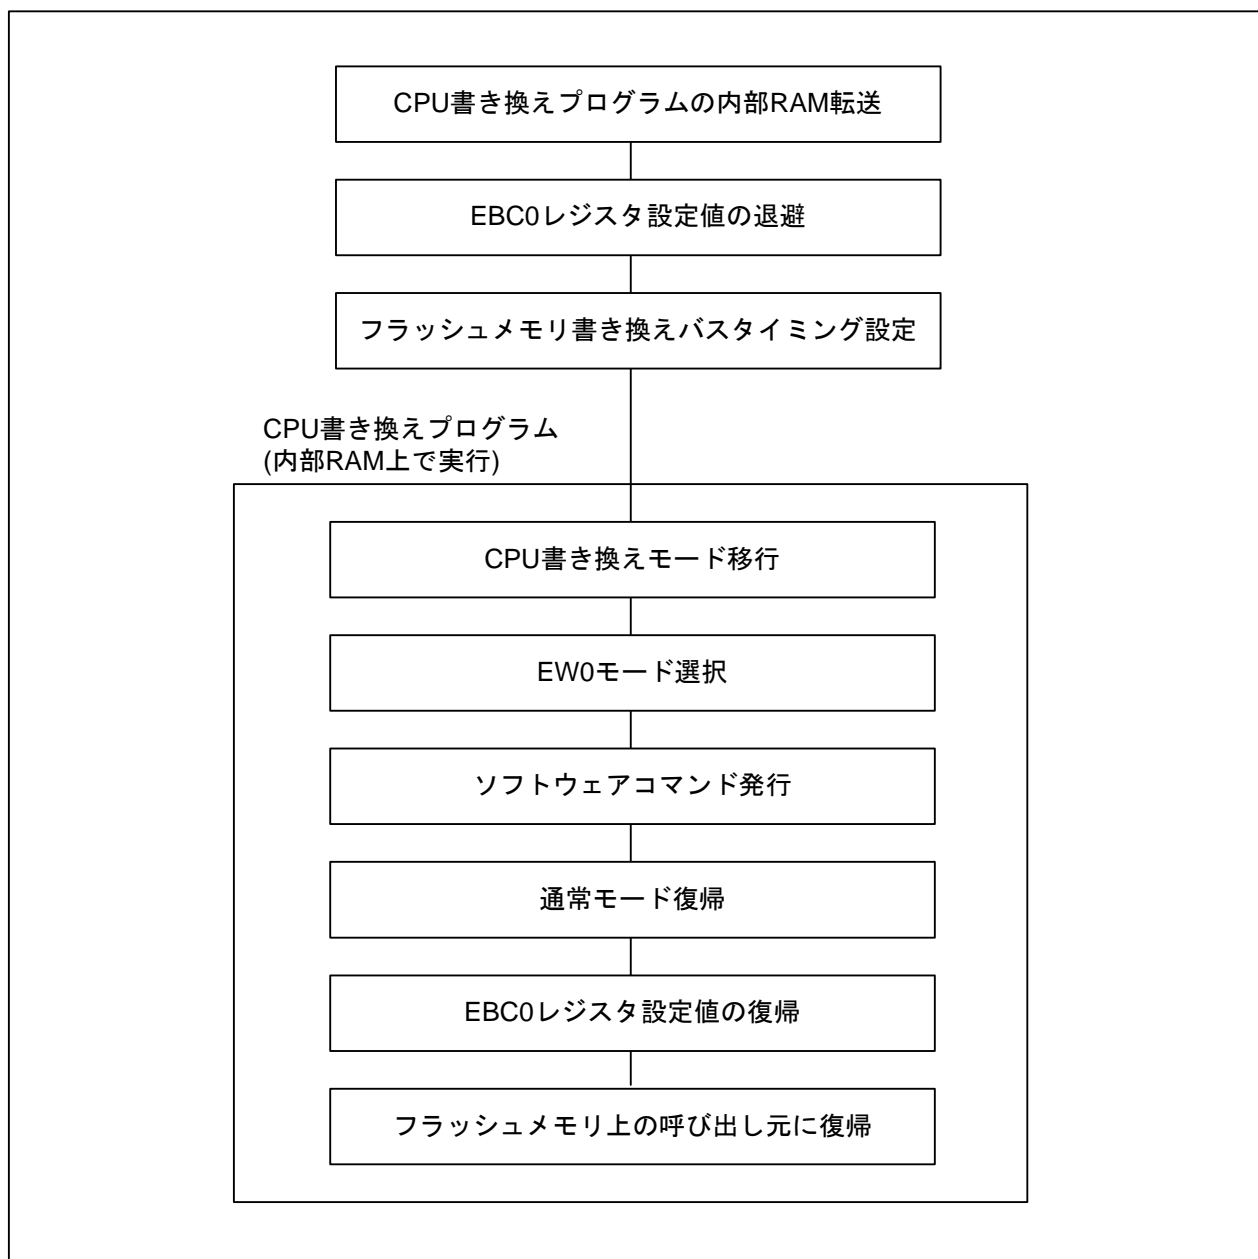 CPU書き換えプログラムの内部RAM転送
EBC0レジスタ設定値の退避
フラッシュメモリ書き換えバスタイミング設定
CPU書き換えプログラム
(内部RAM上で実行)
CPU書き換えモード移行
EW0モード選択
ソフトウェアコマンド発行
通常モード復帰
EBC0レジスタ設定値の復帰
フラッシュメモリ上の呼び出し元に復帰